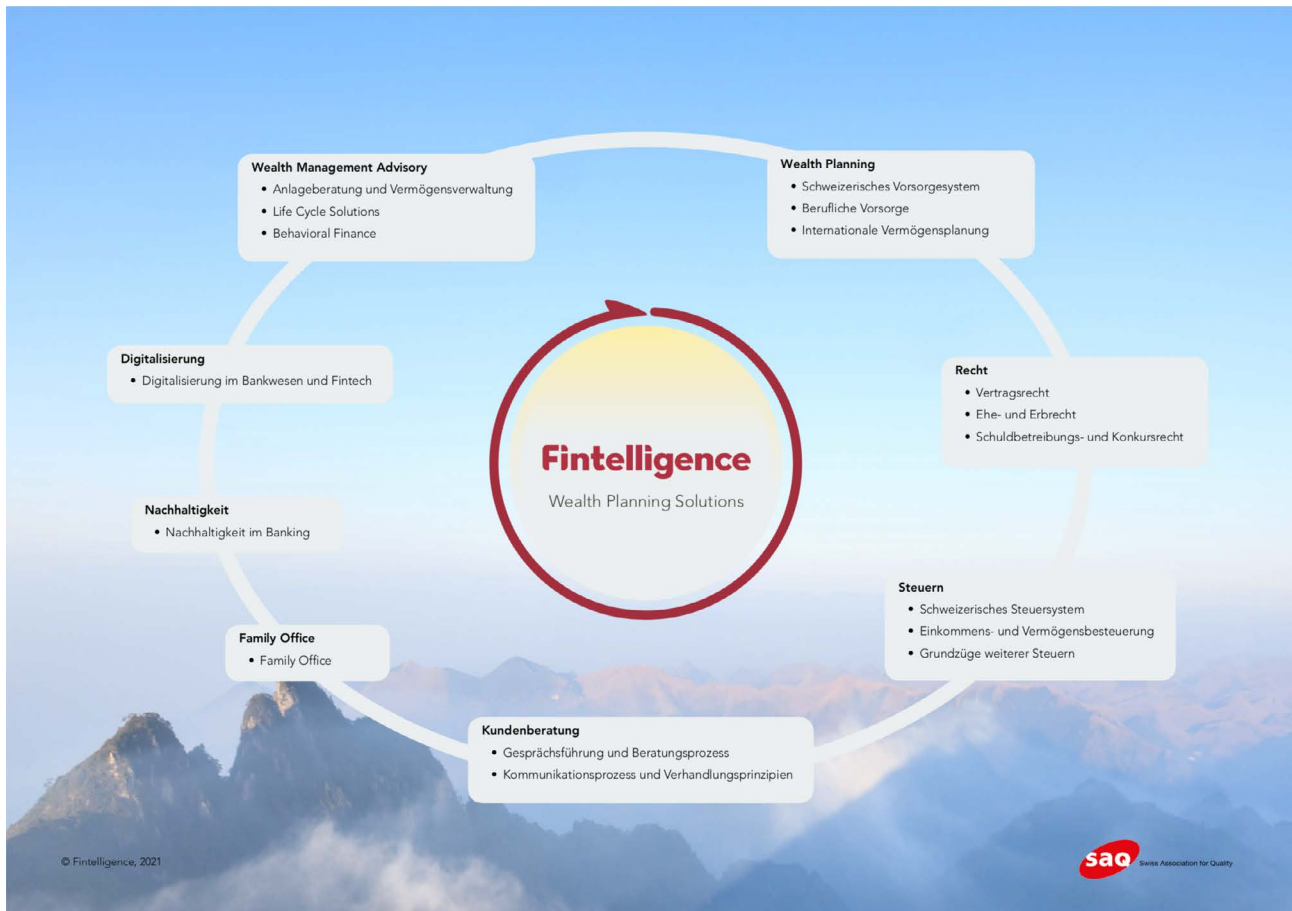 Wealth Management Advisory
• Anlageberatung und Vermögensverwaltung
• Life Cycle Solutions
• Behavioral Finance
Wealth Planning
• Schweizerisches Vorsorgesystem
• Berufliche Vorsorge
• Internationale Vermögensplanung
Digitalisierung
• Digitalisierung im Bankwesen und Fintech
Recht
• Vertragsrecht
• Ehe- und Erbrecht
• Schuldbetreibungs- und Konkursrecht
Fintelligence
Wealth Planning Solutions
Nachhaltigkeit
• Nachhaltigkeit im Banking
Steuern
• Schweizerisches Steuersystem
• Einkommens- und Vermögensbesteuerung
• Grundzüge weiterer Steuern
Family Office
• Family Office
Kundenberatung
• Gesprächsführung und Beratungsprozess
• Kommunikationsprozess und Verhandlungsprinzipien
© Fintelligence, 2021
saq Swiss Association for Quality